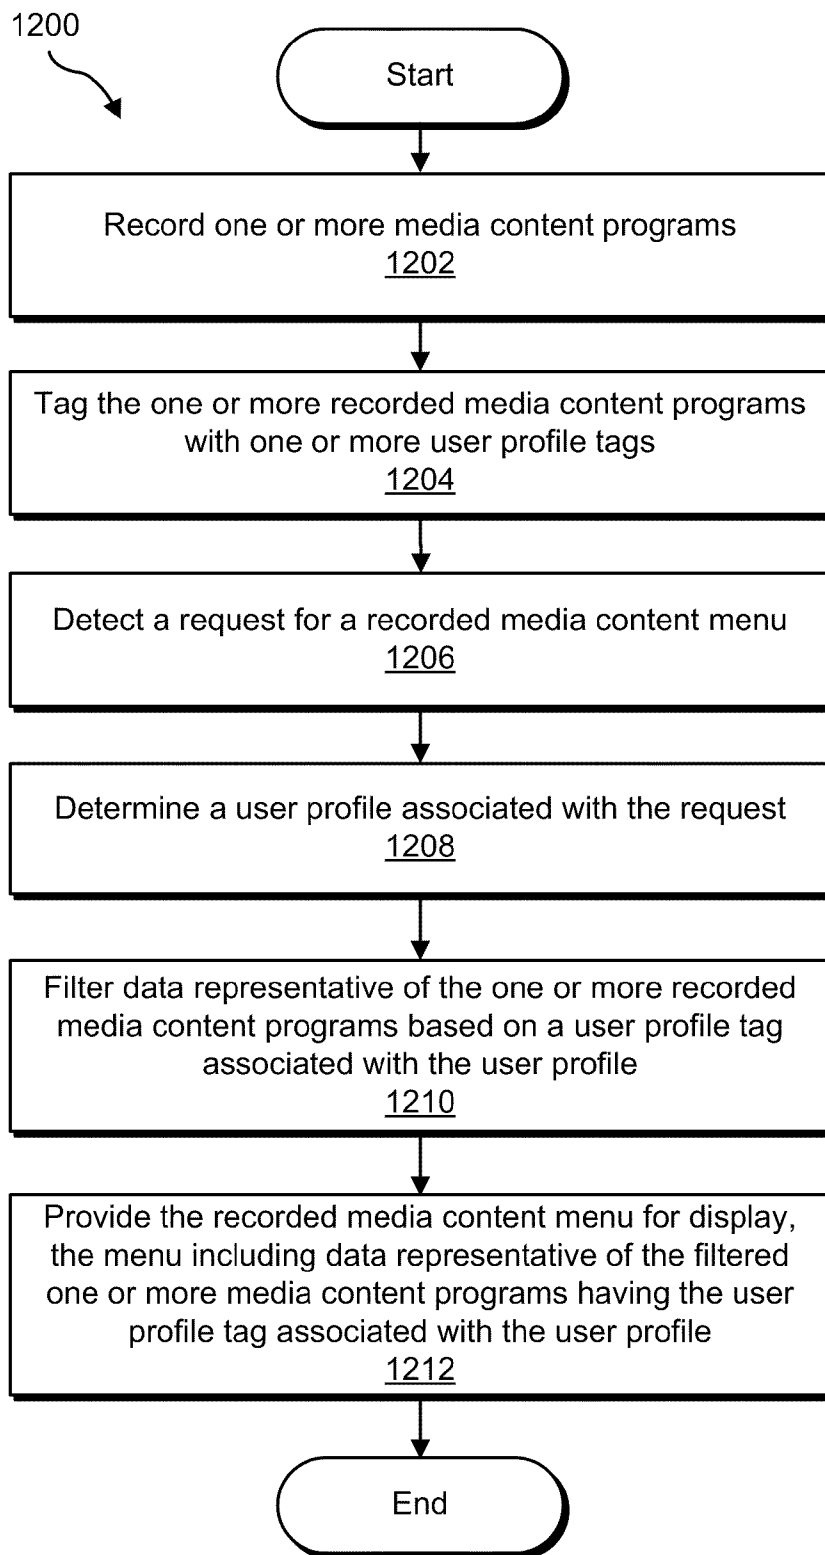 1200
Start
Record one or more media content programs
1202
Tag the one or more recorded media content programs
with one or more user profile tags
1204
Detect a request for a recorded media content menu
1206
Determine a user profile associated with the request
1208
Filter data representative of the one or more recorded
media content programs based on a user profile tag
associated with the user profile
1210
Provide the recorded media content menu for display,
the menu including data representative of the filtered
one or more media content programs having the user
profile tag associated with the user profile
1212
End